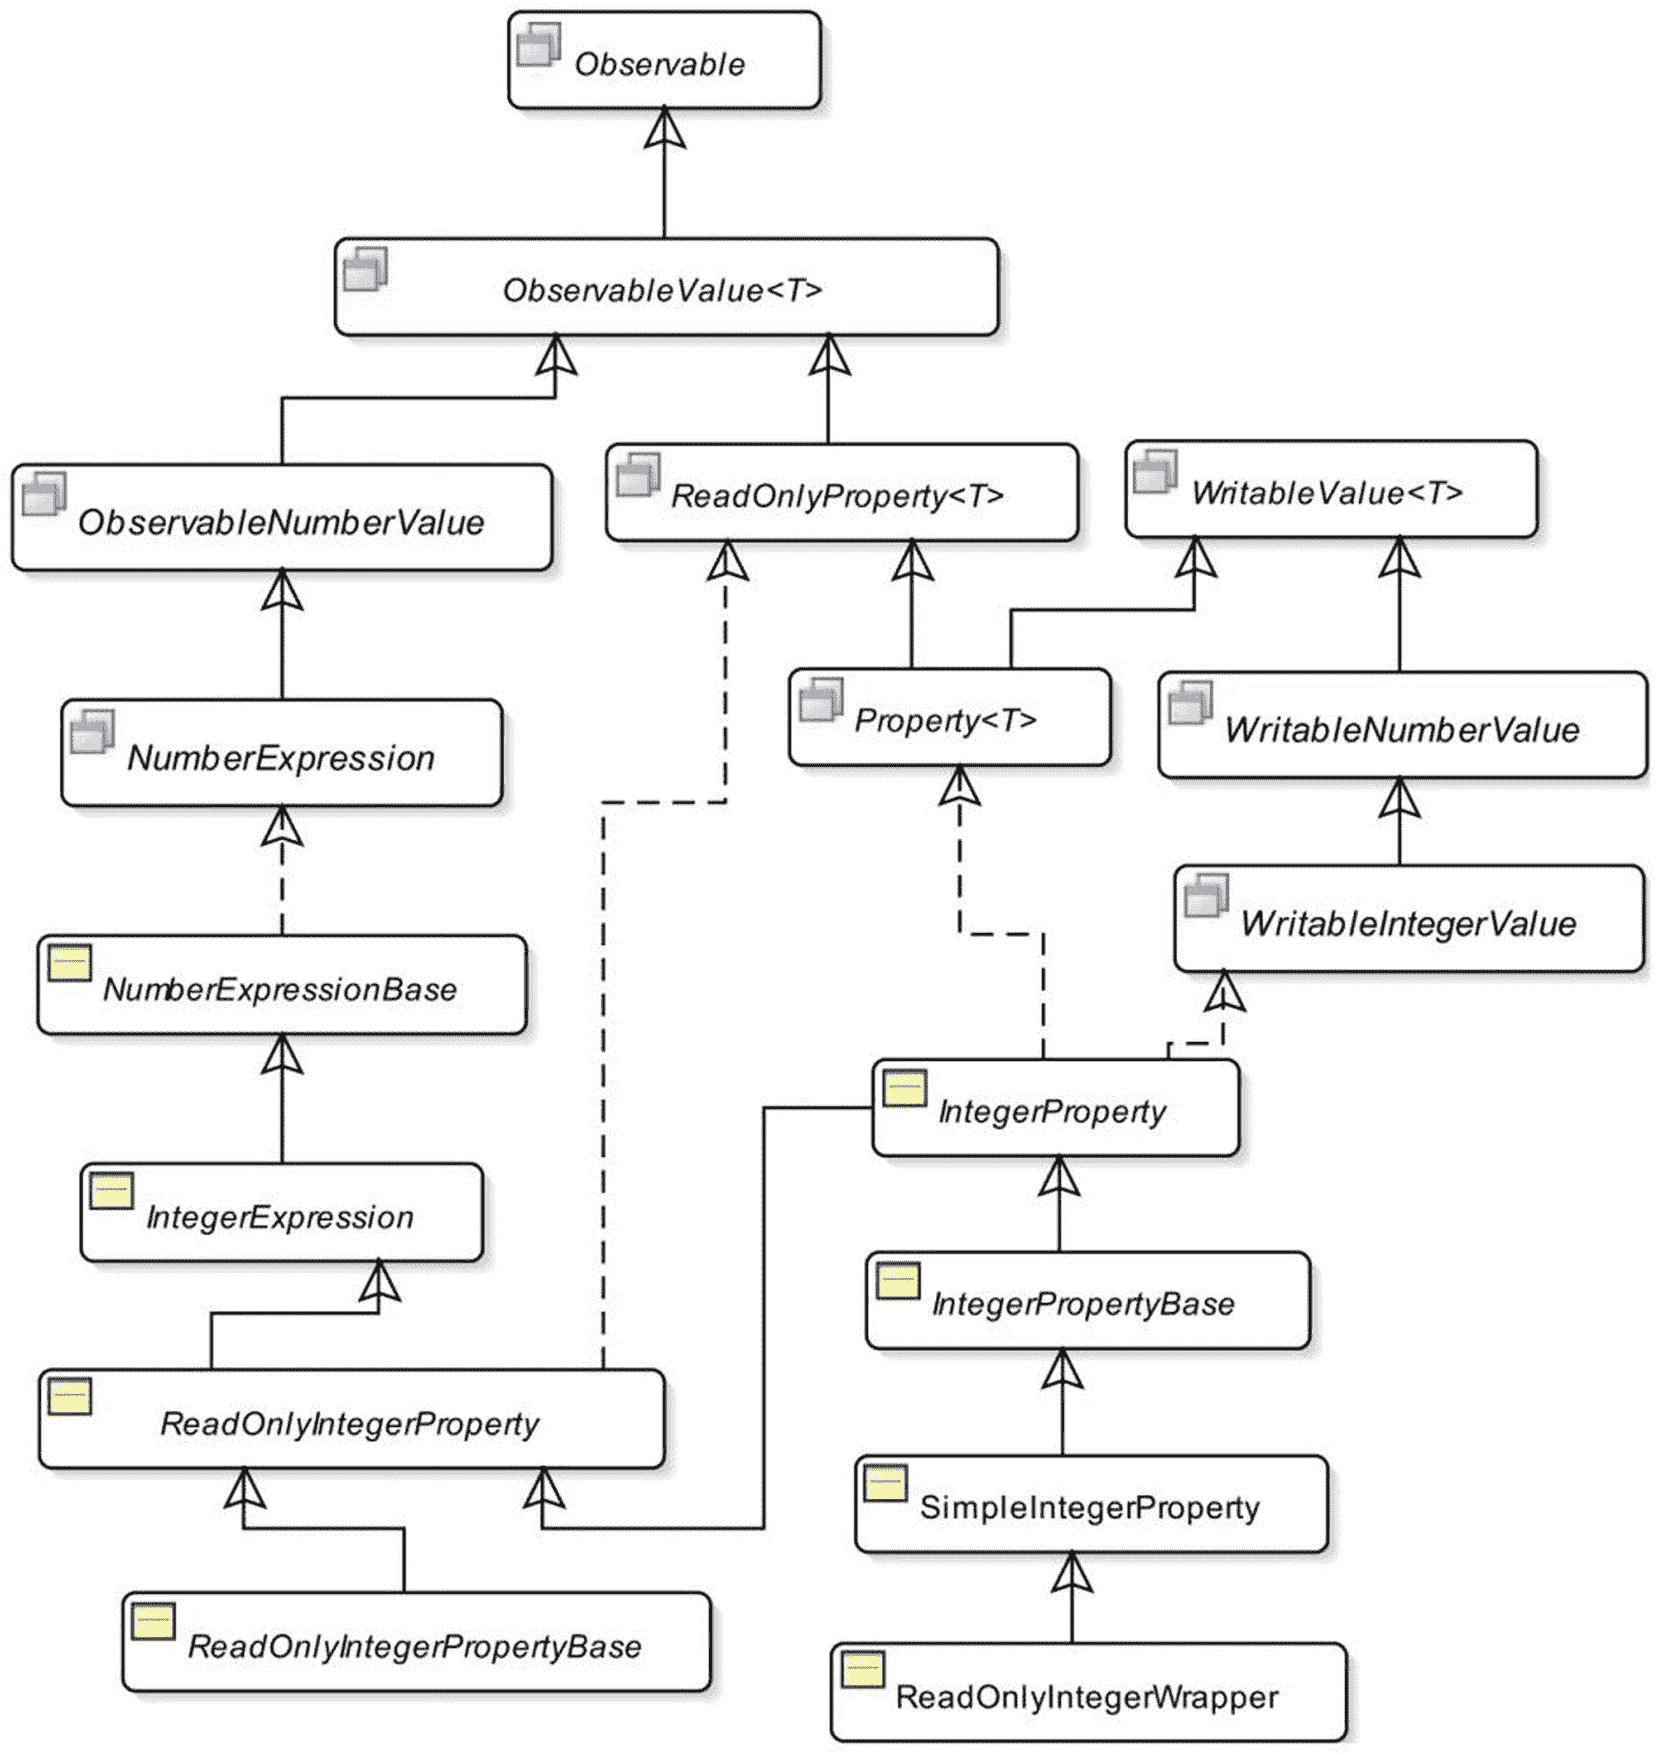 Observable
ObservableValue<T>
ObservableNumberValue
ReadOnlyProperty<T>
WritableValue<T>
NumberExpression
Property<T>
WritableNumberValue
NumberExpressionBase
WritableIntegerValue
IntegerProperty
IntegerExpression
IntegerPropertyBase
ReadOnlyIntegerProperty
SimpleIntegerProperty
ReadOnlyIntegerPropertyBase
ReadOnlyIntegerWrapper